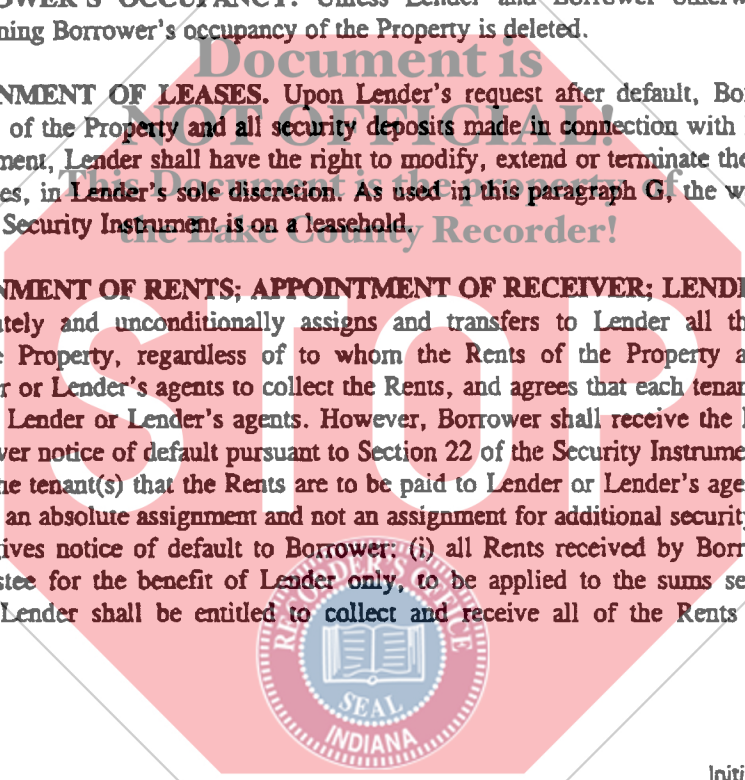 OWER'S OCCUPANCY. Unless Lender and Borrower otherw
ning Borrower's occupancy of the Property is deleted.
Document is
NMENT OF LEASES. Upon Lender's request after default, Bor
NOT OFFICIAL!
of the Property and all security deposits made in connection with
ment, Lender shall have the right to modify, extend or terminate the
This Document is the property of
es, in Lender's sole discretion. As used in this paragraph G, the w
the Lake County Recorder!
Security Instrument is on a leasehold.
NMENT OF RENTS; APPOINTMENT OF RECEIVER; LENDE
STOP
tely and unconditionally assigns and transfers to Lender all th
e Property, regardless of to whom the Rents of the Property a
r or Lender's agents to collect the Rents, and agrees that each tenan
Lender or Lender's agents. However, Borrower shall receive the
ver notice of default pursuant to Section 22 of the Security Instrume
he tenant(s) that the Rents are to be paid to Lender or Lender's age
an absolute assignment and not an assignment for additional security
gives notice of default to Borrower: (i) all Rents received by Borr
stee for the benefit of Lender only, to be applied to the sums se
Lender shall be entitled to collect and receive all of the Rents
RECORDER'S OFFICE
SEAL
INDIANA
Initi